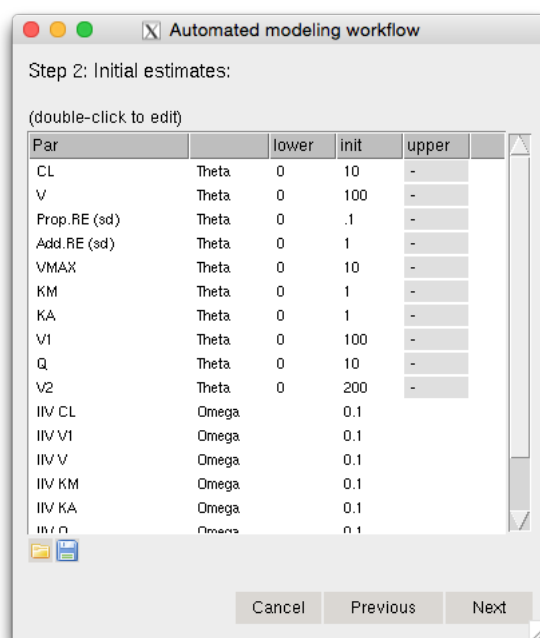 Automated modeling workflow
Step 2: Initial estimates:
(double-click to edit)
Par lower init upper
CL Theta 0 10 -
V Theta 0 100 -
Prop.RE (sd) Theta 0 .1 -
Add.RE (sd) Theta 0 1 -
VMAX Theta 0 10 -
KM Theta 0 1 -
KA Theta 0 1 -
V1 Theta 0 100 -
Q Theta 0 10 -
V2 Theta 0 200 -
IIV CL Omega 0.1
IIV V1 Omega 0.1
IIV V Omega 0.1
IIV KM Omega 0.1
IIV KA Omega 0.1
IIV Q Omega 0.1
Cancel Previous Next